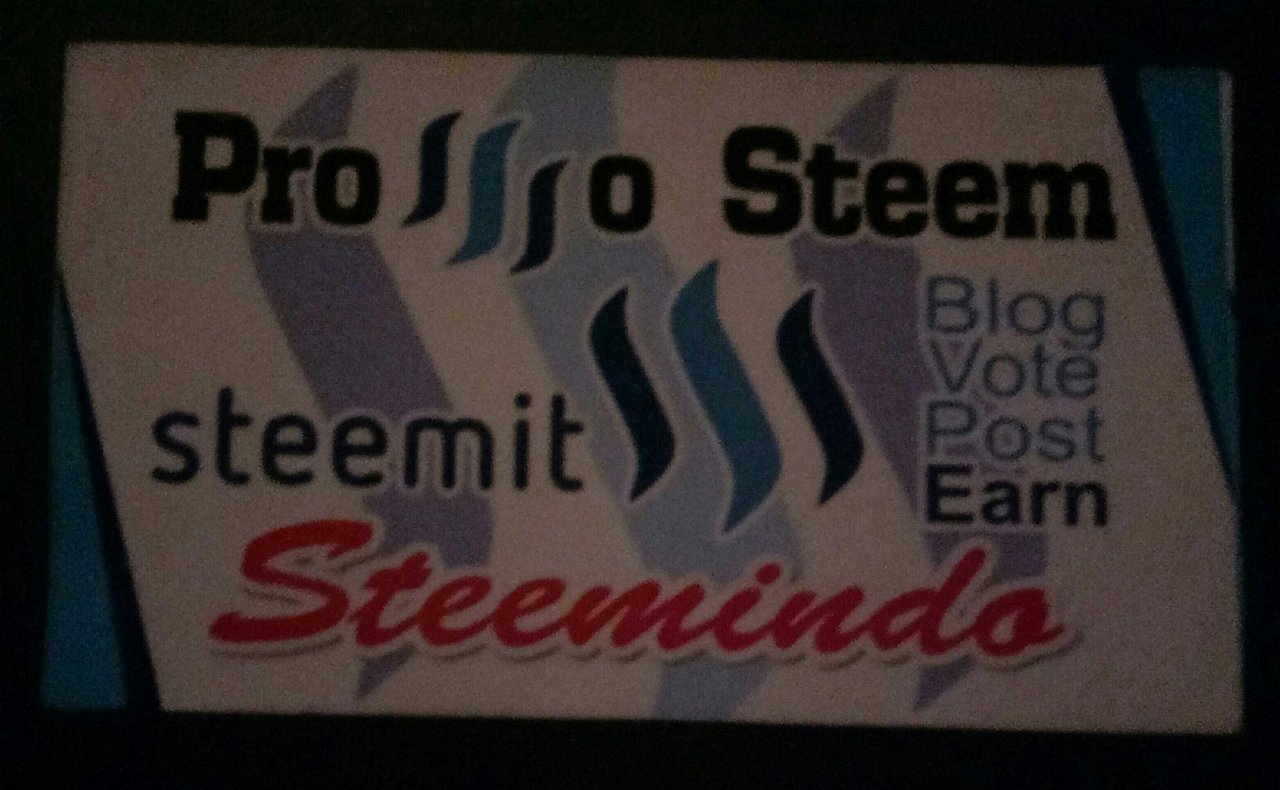 Pro o Steem
steemit
Blog
Vote
Post
Earn
Steemindo